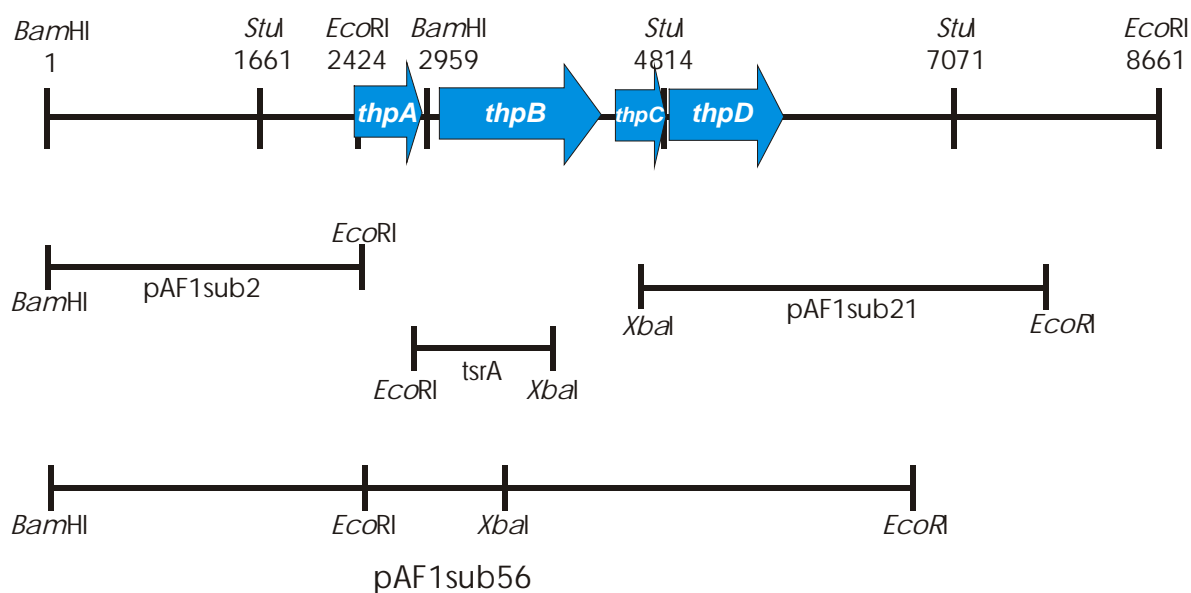 BamHI StuI EcoRI BamHI StuI StuI EcoRI
1 1661 2424 2959 4814 7071 8661
thpA thpB thpC thpD
EcoRI
BamHI pAF1sub2
XbaI pAF1sub21 EcoRI
EcoRI tsrA XbaI
BamHI EcoRI XbaI EcoRI
pAF1sub56